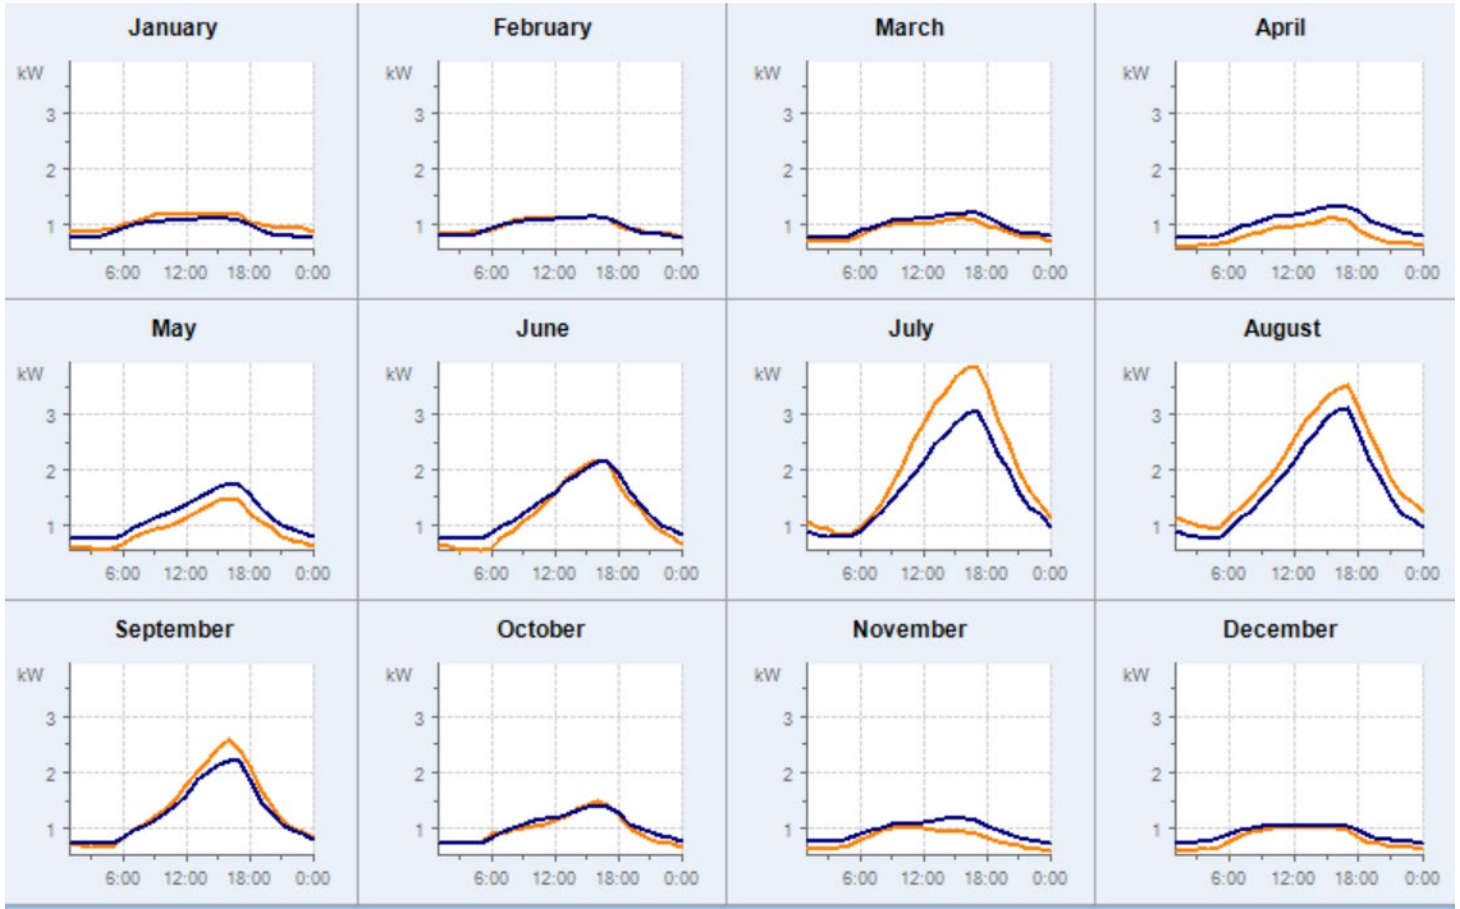 January February March April
kW kW kW kW
3 3 3 3
2 2 2 2
1 1 1 1
6:00 12:00 18:00 0:00 6:00 12:00 18:00 0:00 6:00 12:00 18:00 0:00 6:00 12:00 18:00 0:00
May June July August
kW kW kW kW
3 3 3 3
2 2 2 2
1 1 1 1
6:00 12:00 18:00 0:00 6:00 12:00 18:00 0:00 6:00 12:00 18:00 0:00 6:00 12:00 18:00 0:00
September October November December
kW kW kW kW
3 3 3 3
2 2 2 2
1 1 1 1
6:00 12:00 18:00 0:00 6:00 12:00 18:00 0:00 6:00 12:00 18:00 0:00 6:00 12:00 18:00 0:00